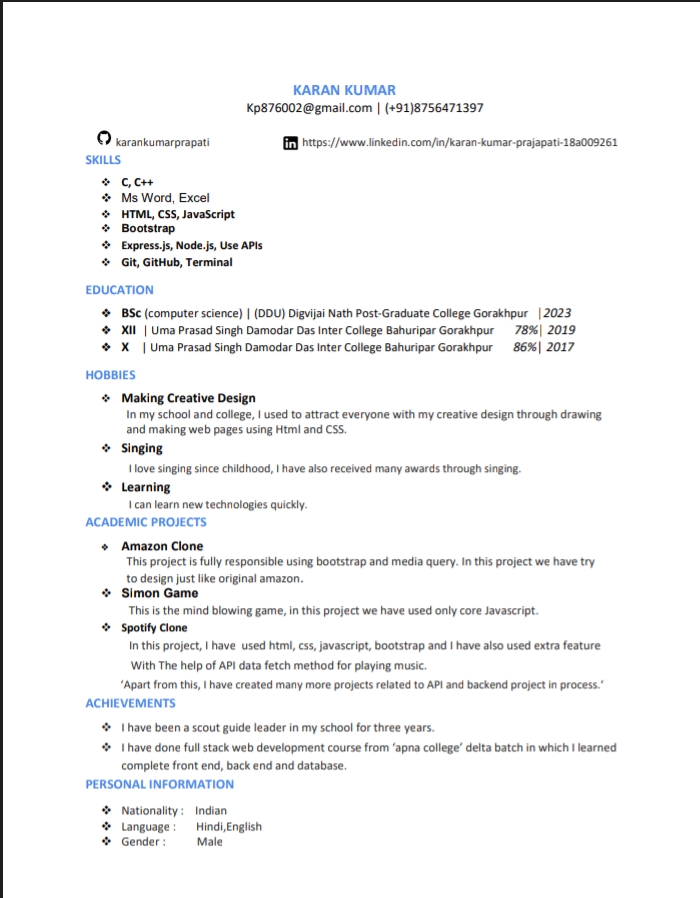 KARAN KUMAR
Kp876002@gmail.com | (+91)8756471397
karankumarprapati https://www.linkedin.com/in/karan-kumar-prajapati-18a009261
SKILLS
❖ C, C++
❖ Ms Word, Excel
❖ HTML, CSS, JavaScript
❖ Bootstrap
❖ Express.js, Node.js, Use APIs
❖ Git, GitHub, Terminal
EDUCATION
❖ BSc (computer science) | (DDU) Digvijai Nath Post-Graduate College Gorakhpur |2023
❖ XII | Uma Prasad Singh Damodar Das Inter College Bahuripar Gorakhpur 78%| 2019
❖ X | Uma Prasad Singh Damodar Das Inter College Bahuripar Gorakhpur 86%| 2017
HOBBIES
❖ Making Creative Design
In my school and college, I used to attract everyone with my creative design through drawing
and making web pages using Html and CSS.
❖ Singing
I love singing since childhood, I have also received many awards through singing.
❖ Learning
I can learn new technologies quickly.
ACADEMIC PROJECTS
❖ Amazon Clone
This project is fully responsible using bootstrap and media query. In this project we have try
to design just like original amazon.
❖ Simon Game
This is the mind blowing game, in this project we have used only core Javascript.
❖ Spotify Clone
In this project, I have used html, css, javascript, bootstrap and I have also used extra feature
With The help of API data fetch method for playing music.
‘Apart from this, I have created many more projects related to API and backend project in process.’
ACHIEVEMENTS
❖ I have been a scout guide leader in my school for three years.
❖ I have done full stack web development course from ‘apna college’ delta batch in which I learned
complete front end, back end and database.
PERSONAL INFORMATION
❖ Nationality : Indian
❖ Language : Hindi,English
❖ Gender : Male